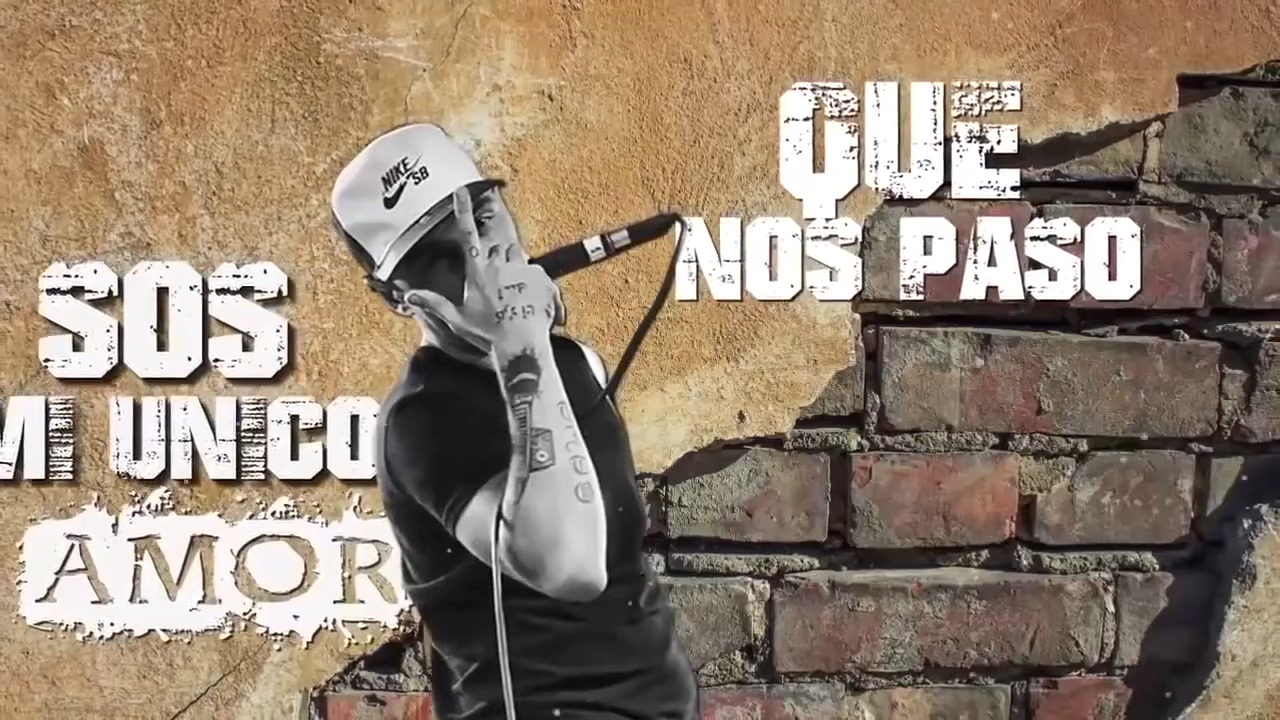 SOS
MI UNICO
AMOR
QUE
NOS PASO
NIKE
SB